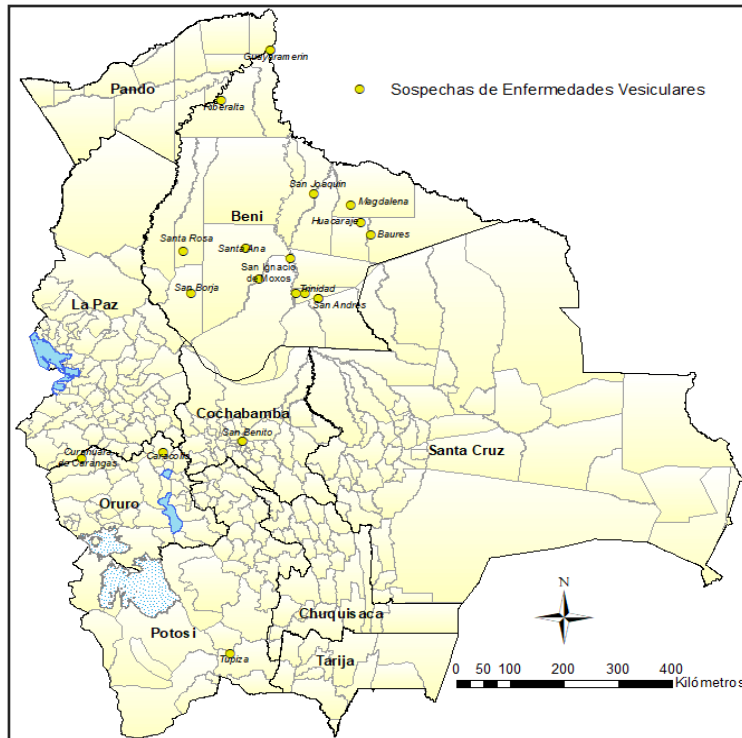 Guayaramerin
Pando
Sospechas de Enfermedades Vesiculares
Riberalta
San Joaquin
Magdalena
Beni
Huacaraje
Baures
Santa Rosa
Santa Ana
San Ignacio
de Moxos
San Borja
Trinidad
San Andres
La Paz
Cochabamba
San Benito
Santa Cruz
Curahuara
de Carangas
Caracollo
Oruro
N
Chuquisaca
Potosi
Tupiza
Tarija
0 50 100 200 300 400
Kilómetros